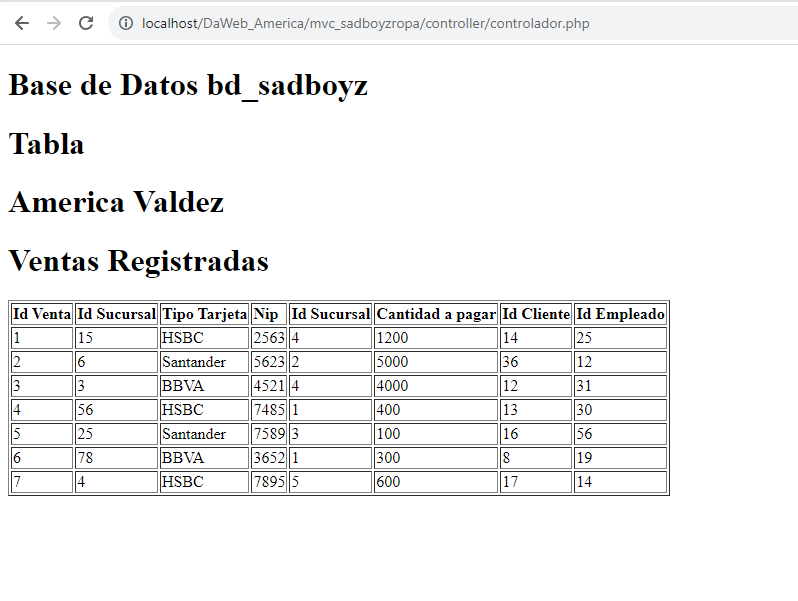 localhost/DaWeb_America/mvc_sadboyzropa/controller/controlador.php
Base de Datos bd_sadboyz
Tabla
America Valdez
Ventas Registradas
Id Venta Id Sucursal Tipo Tarjeta Nip Id Sucursal Cantidad a pagar Id Cliente Id Empleado
1 15 HSBC 2563 4 1200 14 25
2 6 Santander 5623 2 5000 36 12
3 3 BBVA 4521 4 4000 12 31
4 56 HSBC 7485 1 400 13 30
5 25 Santander 7589 3 100 16 56
6 78 BBVA 3652 1 300 8 19
7 4 HSBC 7895 5 600 17 14